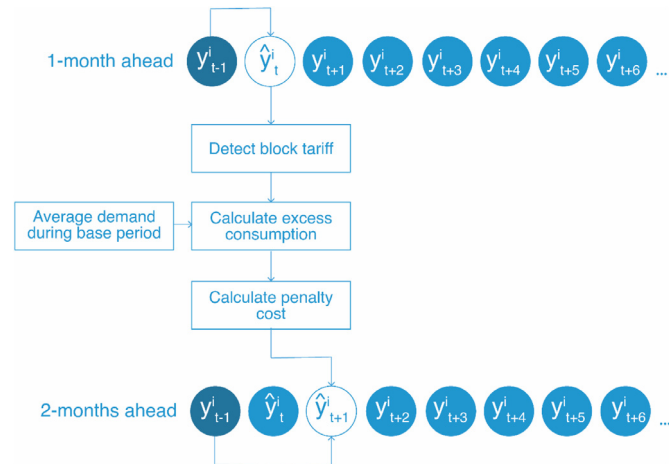 1-month ahead y^i_{t-1} ŷ^i_t y^i_{t+1} y^i_{t+2} y^i_{t+3} y^i_{t+4} y^i_{t+5} y^i_{t+6} ...
Detect block tariff
Average demand
during base period
Calculate excess
consumption
Calculate penalty
cost
2-months ahead y^i_{t-1} ŷ^i_t ŷ^i_{t+1} y^i_{t+2} y^i_{t+3} y^i_{t+4} y^i_{t+5} y^i_{t+6} ...